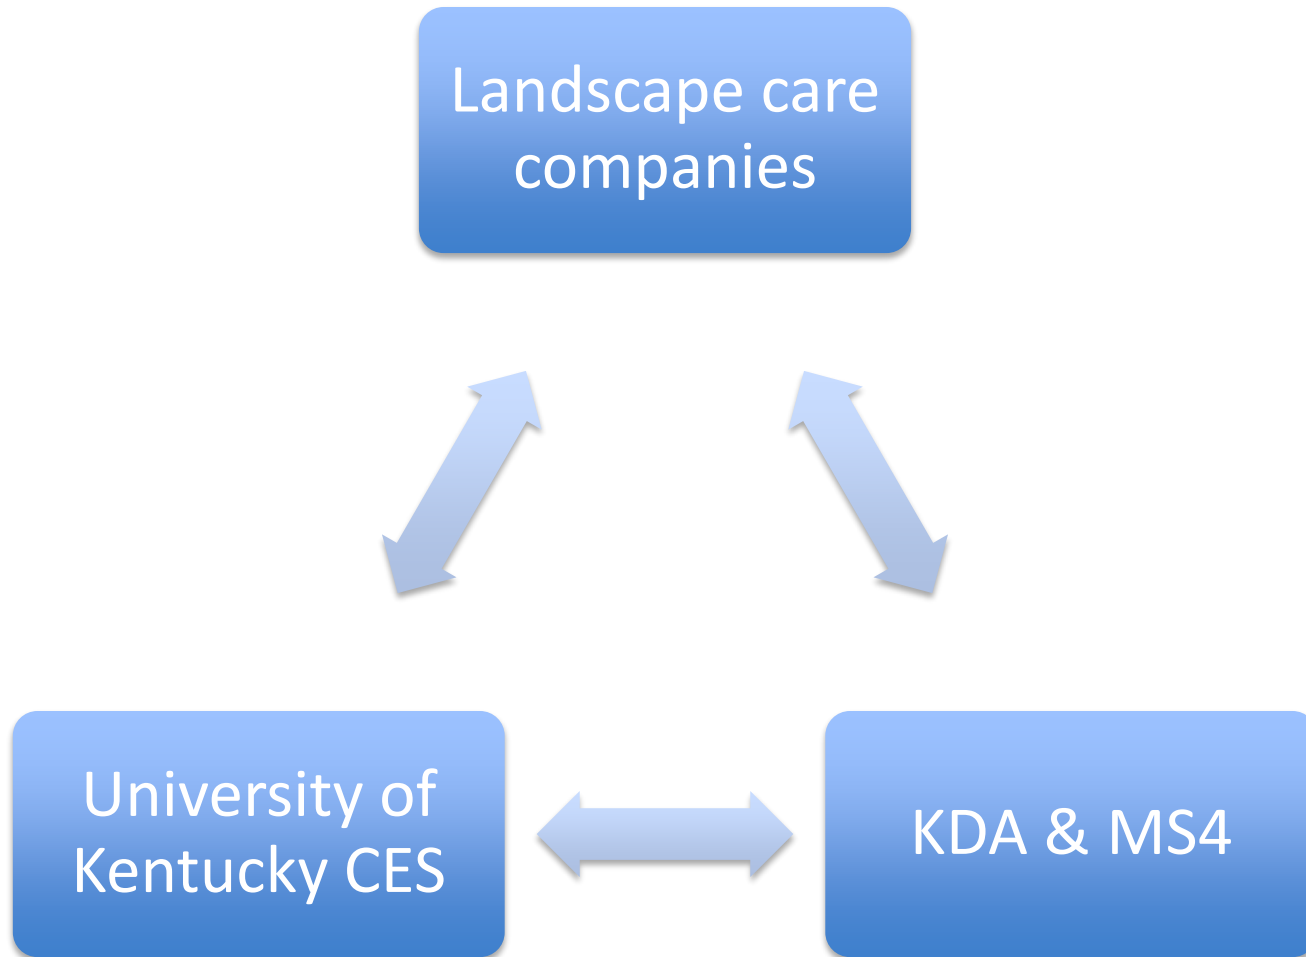 Landscape care
companies
University of
Kentucky CES
KDA & MS4